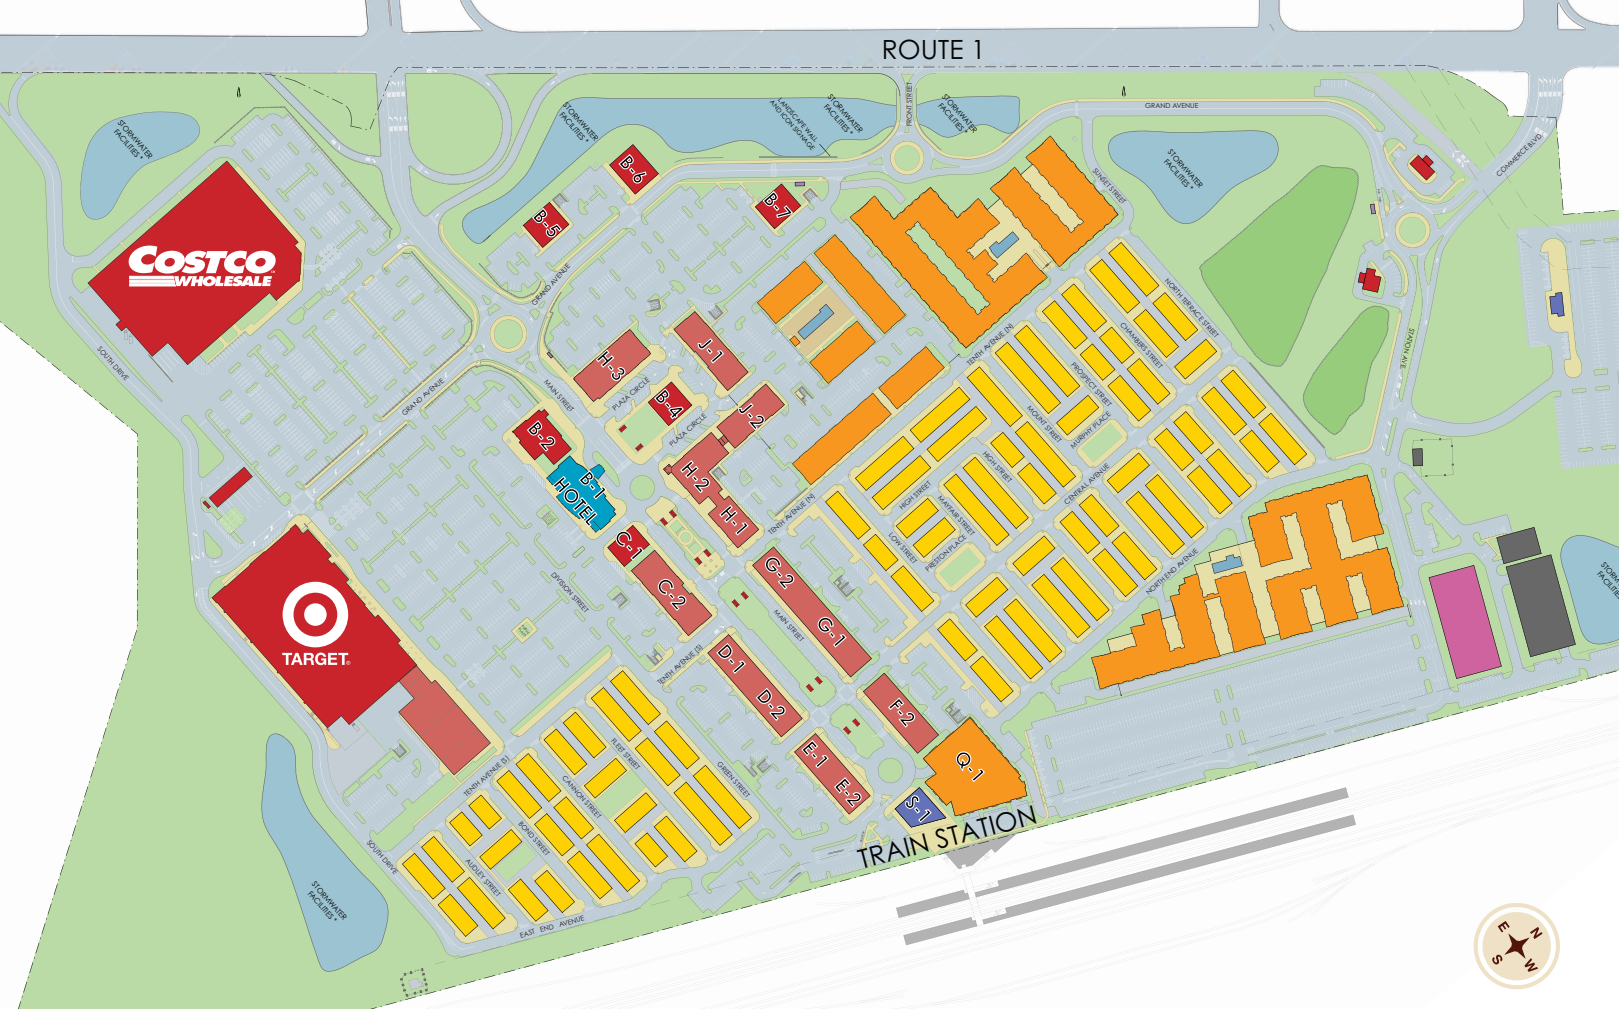 ROUTE 1
FRONT STREET
GRAND AVENUE
COMMERCE BLVD.
STORMWATER
FACILITIES *
STORMWATER
FACILITIES *
LANDSCAPE WALL
AND ICON SIGNAGE
STORMWATER
FACILITIES *
STORMWATER
FACILITIES *
STORMWATER
FACILITIES *
SUNSET STREET
B-6
B-7
B-5
COSTCO
WHOLESALE
GRAND AVENUE
NORTH TERRACE STREET
CHAMBERS STREET
STATON AVE
TENTH AVENUE (N)
PROSPECT STREET
SOUTH DRIVE
J-1
H-3
MAIN STREET
PLAZA CIRCLE
B-4
GRAND AVENUE
J-2
PLAZA CIRCLE
MOUNT STREET
MURPHY PLACE
B-2
B-1
HOTEL
H-2
H-1
HIGH STREET
CENTRAL AVENUE
HIGH STREET
MAYFAIR STREET
TENTH AVENUE (N)
LOW STREET
PRESTON PLACE
C-1
C-2
DIVISION STREET
G-2
G-1
MAIN STREET
NORTH END AVENUE
STORMWATER
TARGET
TENTH AVENUE (S)
D-1
D-2
F-2
E-1
E-2
Q-1
S-1
TRAIN STATION
GREEN STREET
FLEET STREET
CANNON STREET
BOND STREET
AUDLEY STREET
TENTH AVENUE (S)
SOUTH DRIVE
EAST END AVENUE
STORMWATER
FACILITIES *
E
N
S
W